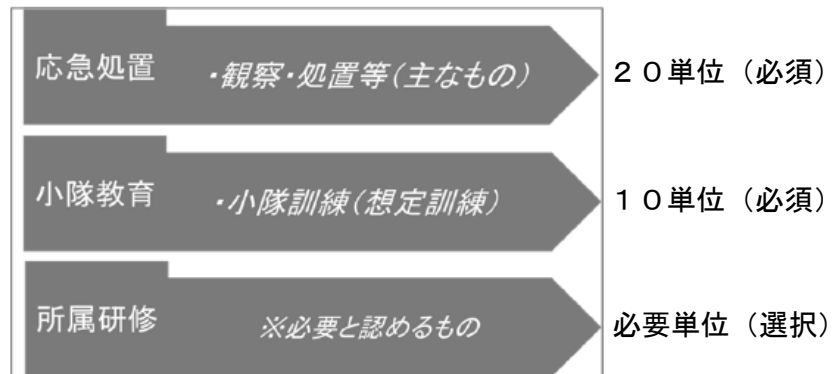 応急処置 ・観察・処置等(主なもの) 20単位(必須)
小隊教育 ・小隊訓練(想定訓練) 10単位(必須)
所属研修 ※必要と認めるもの 必要単位(選択)